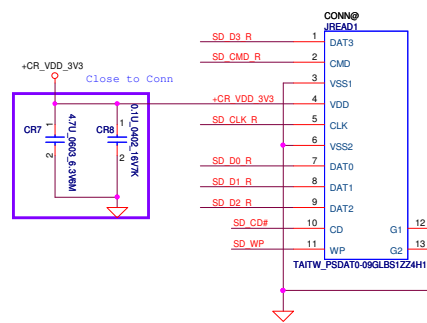 CONN@
JREAD1
SD_D3_R 1 DAT3
SD_CMD_R 2 CMD
3 VSS1
+CR_VDD_3V3
Close to Conn
+CR_VDD_3V3 4 VDD
SD_CLK_R 5 CLK
6 VSS2
SD_D0_R 7 DAT0
SD_D1_R 8 DAT1
SD_D2_R 9 DAT2
SD_CD# 10 CD G1 12
SD_WP 11 WP G2 13
TAITW_PSDAT0-09GLBS1ZZ4H1
CR7 1 2
4.7U_0603_6.3V6M
CR8 1 2
0.1U_0402_16V7K